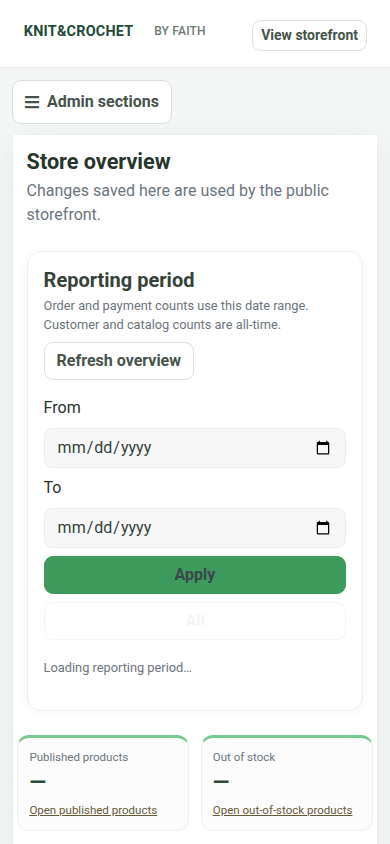 KNIT&CROCHET BY FAITH View storefront
Admin sections
Store overview
Changes saved here are used by the public
storefront.
Reporting period
Order and payment counts use this date range.
Customer and catalog counts are all-time.
Refresh overview
From
mm/dd/yyyy
To
mm/dd/yyyy
Apply
All
Loading reporting period…
Published products
—
Open published products
Out of stock
—
Open out-of-stock products